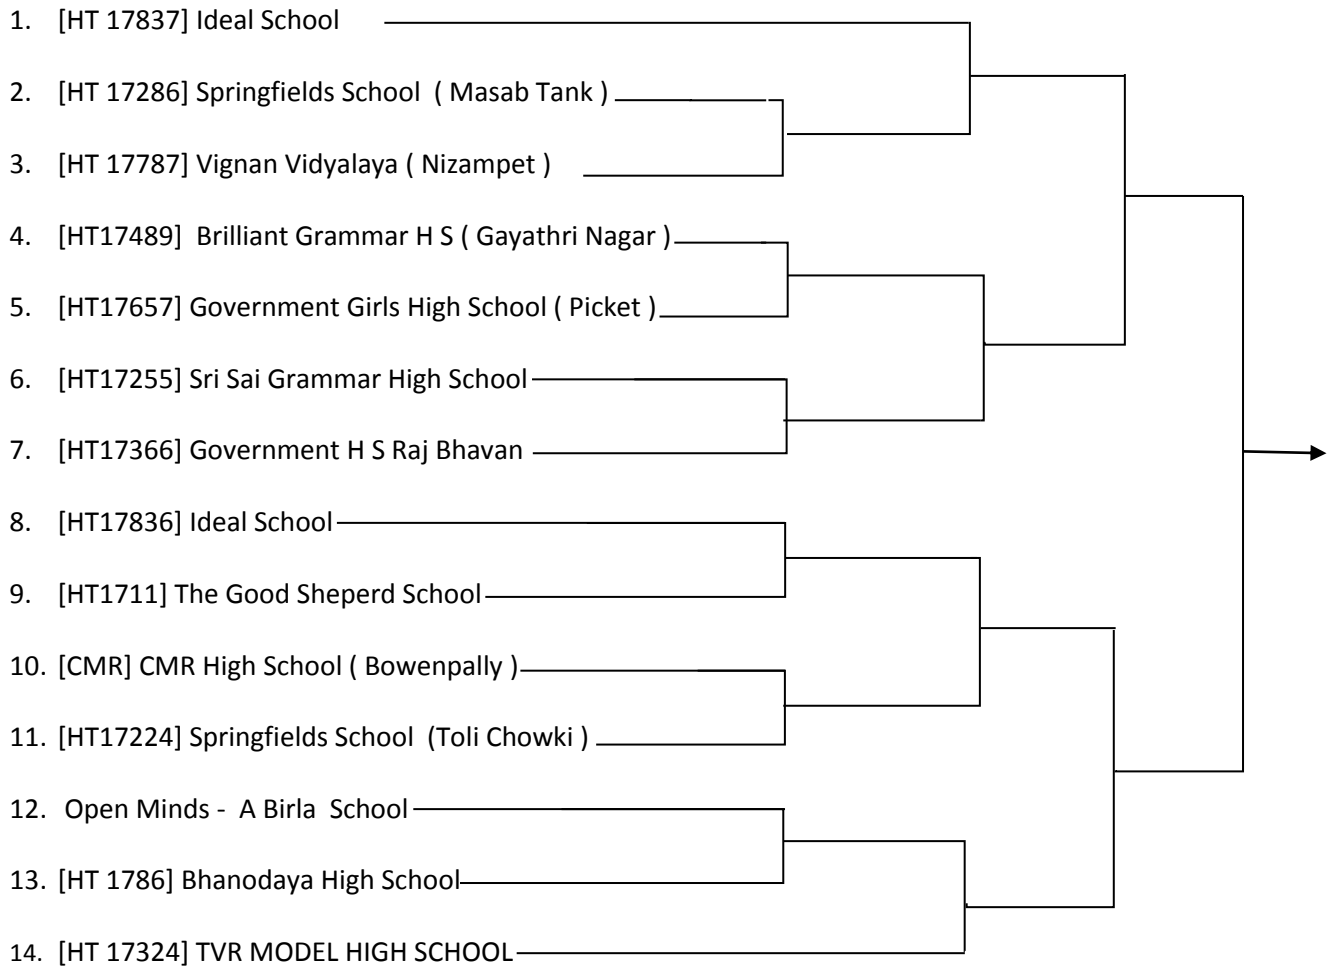 1. [HT 17837] Ideal School
2. [HT 17286] Springfields School ( Masab Tank )
3. [HT 17787] Vignan Vidyalaya ( Nizampet )
4. [HT17489] Brilliant Grammar H S ( Gayathri Nagar )
5. [HT17657] Government Girls High School ( Picket )
6. [HT17255] Sri Sai Grammar High School
7. [HT17366] Government H S Raj Bhavan
8. [HT17836] Ideal School
9. [HT1711] The Good Sheperd School
10. [CMR] CMR High School ( Bowenpally )
11. [HT17224] Springfields School (Toli Chowki )
12. Open Minds - A Birla School
13. [HT 1786] Bhanodaya High School
14. [HT 17324] TVR MODEL HIGH SCHOOL